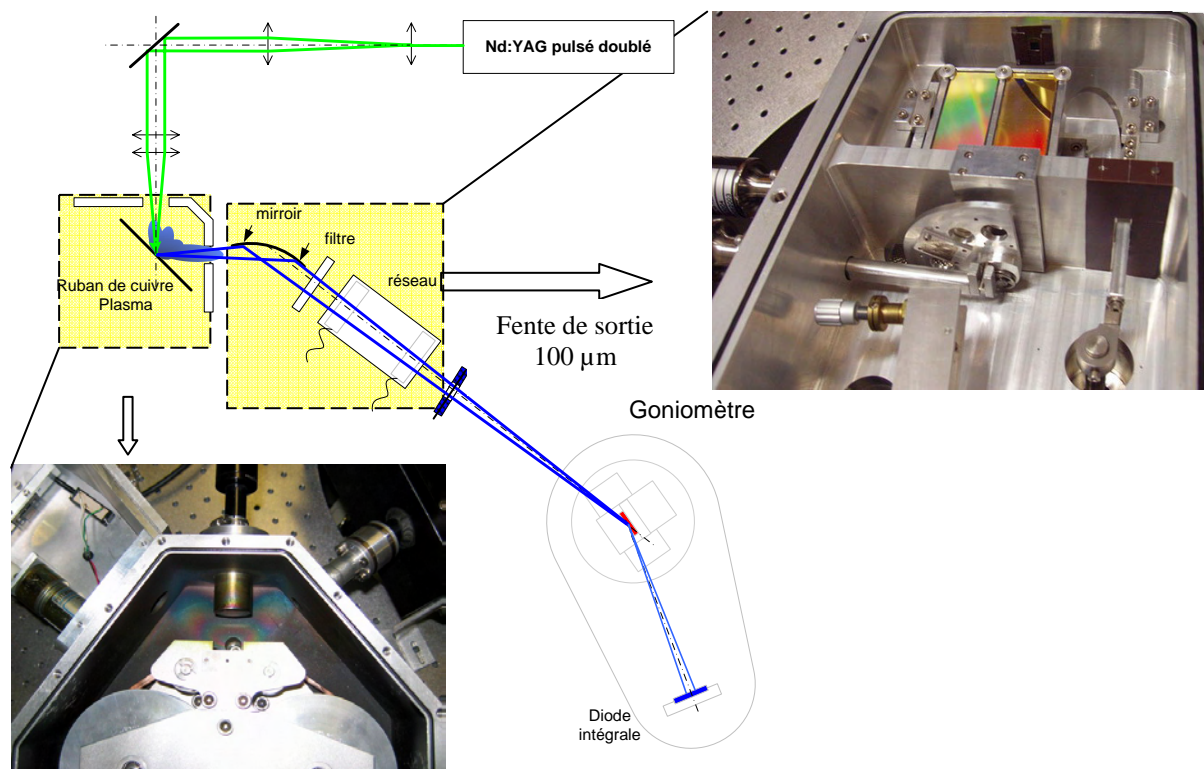 Nd:YAG pulsé doublé
mirroir
filtre
réseau
Ruban de cuivre
Plasma
Fente de sortie
100 µm
Goniomètre
Diode
intégrale